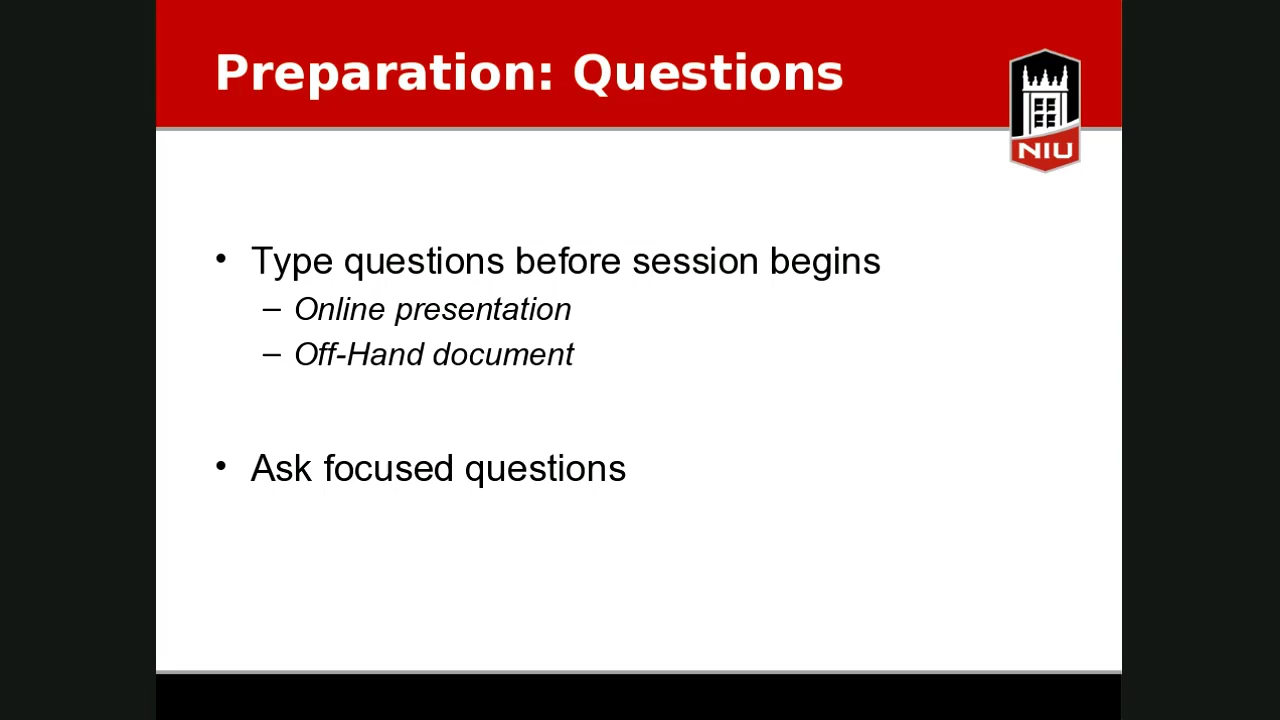 Preparation: Questions
NIU
• Type questions before session begins
– Online presentation
– Off-Hand document
• Ask focused questions